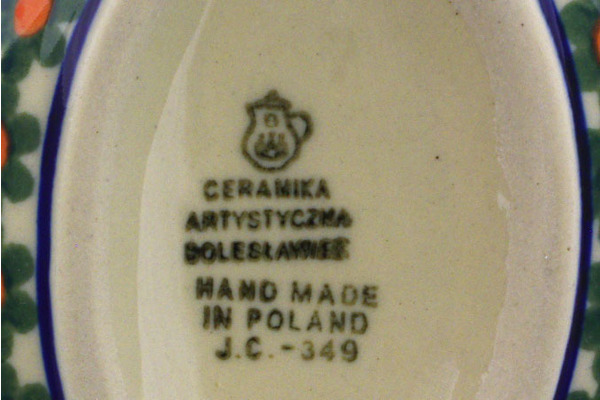 CERAMIKA
ARTYSTYCZNA
BOLESŁAWIEC
HAND MADE
IN POLAND
J.C.-349